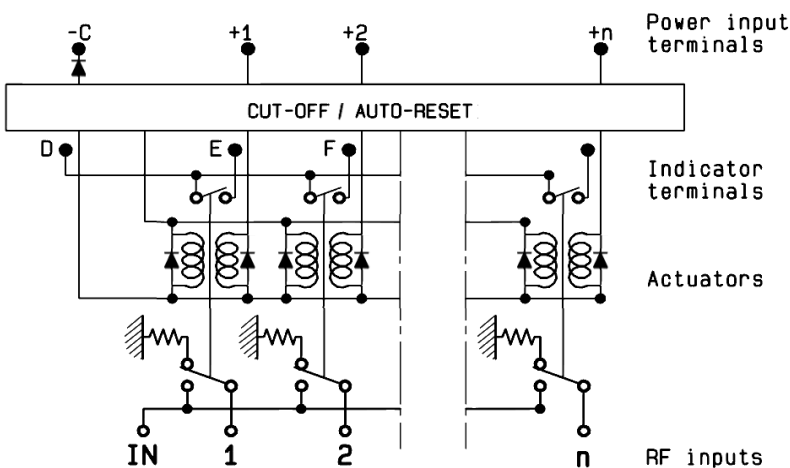 -C +1 +2 +n Power input
terminals
CUT-OFF / AUTO-RESET
D E F
Indicator
terminals
Actuators
IN 1 2 n RF inputs